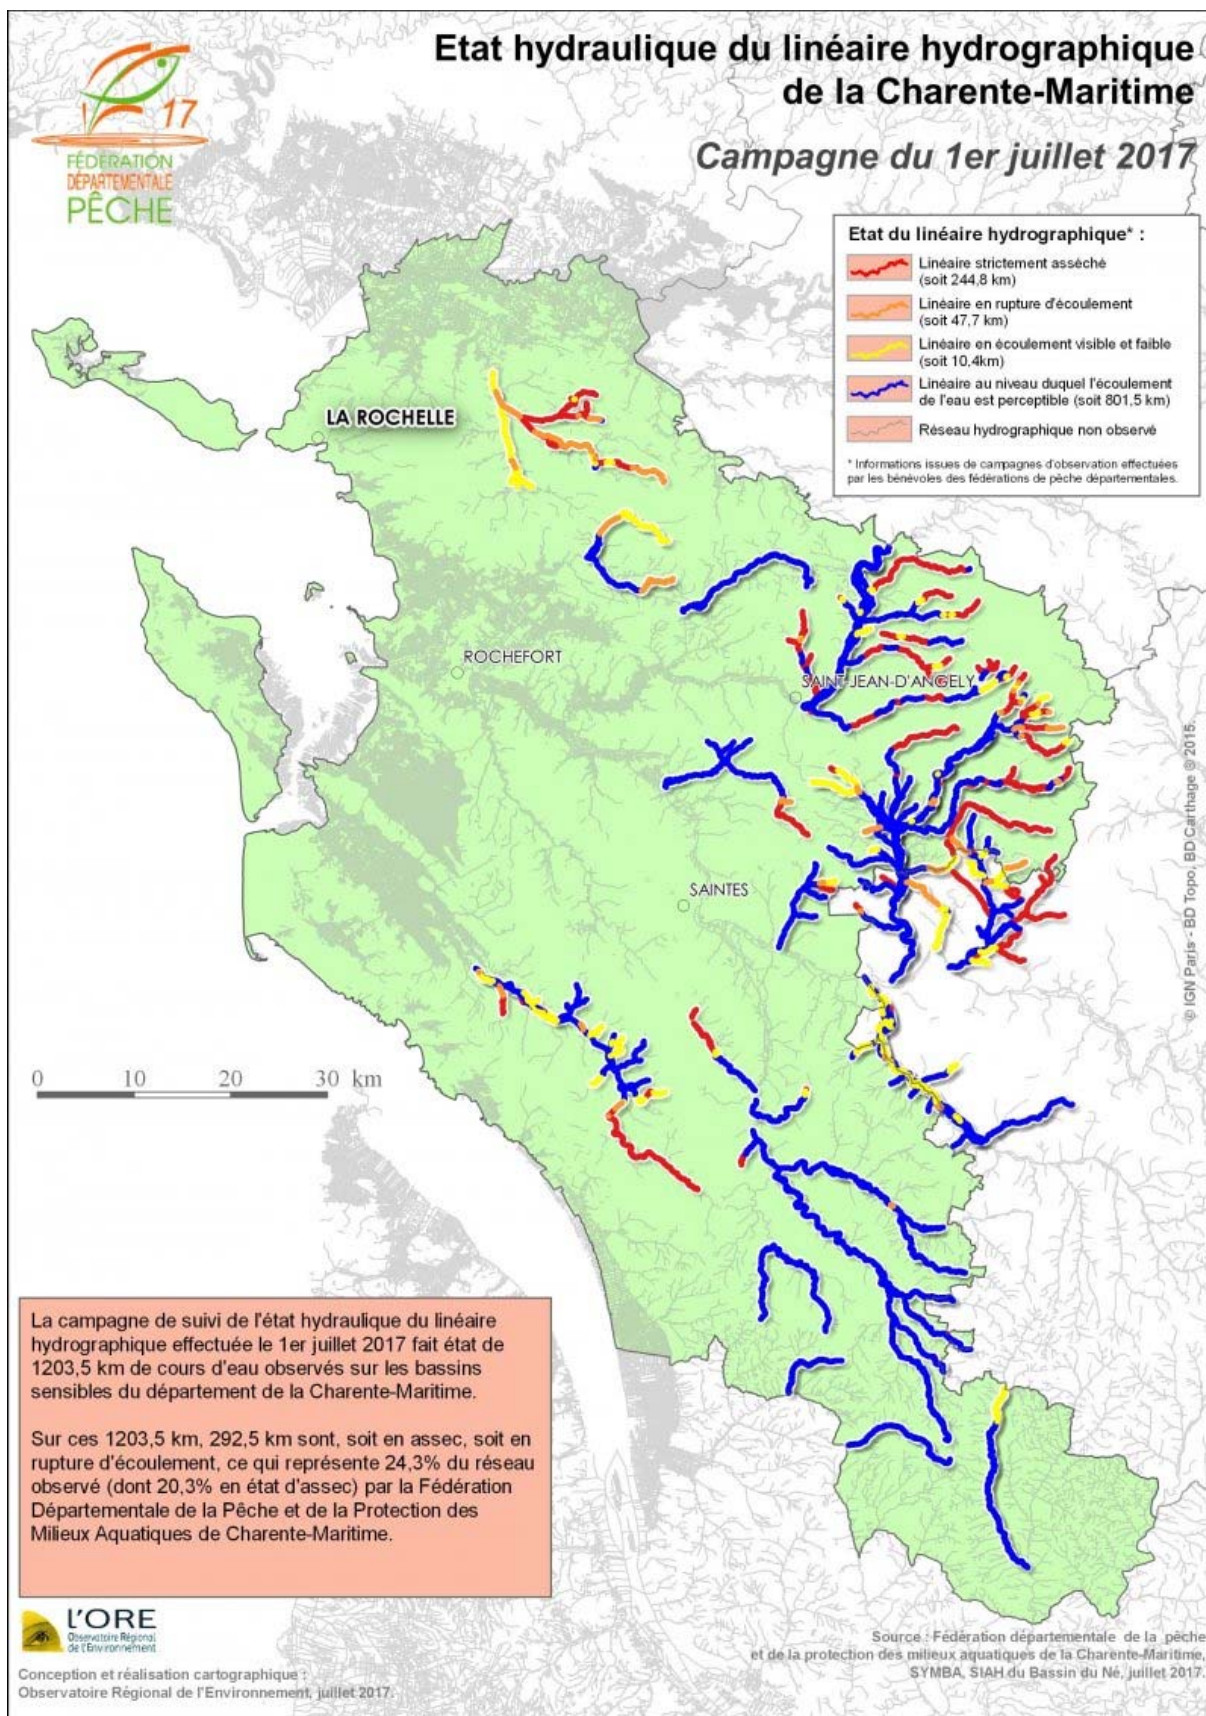 Etat hydraulique du linéaire hydrographique
de la Charente-Maritime
Campagne du 1er juillet 2017
17
FÉDÉRATION
DÉPARTEMENTALE
PÊCHE
Etat du linéaire hydrographique* :
Linéaire strictement asséché
(soit 244,8 km)
Linéaire en rupture d'écoulement
(soit 47,7 km)
Linéaire en écoulement visible et faible
(soit 10,4km)
Linéaire au niveau duquel l'écoulement
de l'eau est perceptible (soit 801,5 km)
Réseau hydrographique non observé
* Informations issues de campagnes d'observation effectuées
par les bénévoles des fédérations de pêche départementales.
LA ROCHELLE
ROCHEFORT
SAINT-JEAN-D'ANGELY
SAINTES
0 10 20 30 km
© IGN Paris - BD Topo, BD Carthage © 2015.
La campagne de suivi de l'état hydraulique du linéaire
hydrographique effectuée le 1er juillet 2017 fait état de
1203,5 km de cours d'eau observés sur les bassins
sensibles du département de la Charente-Maritime.
Sur ces 1203,5 km, 292,5 km sont, soit en assec, soit en
rupture d'écoulement, ce qui représente 24,3% du réseau
observé (dont 20,3% en état d'assec) par la Fédération
Départementale de la Pêche et de la Protection des
Milieux Aquatiques de Charente-Maritime.
L'ORE
Observatoire Régional
de l'Environnement
Conception et réalisation cartographique :
Observatoire Régional de l'Environnement, juillet 2017.
Source : Fédération départementale de la pêche
et de la protection des milieux aquatiques de la Charente-Maritime,
SYMBA, SIAH du Bassin du Né, juillet 2017.